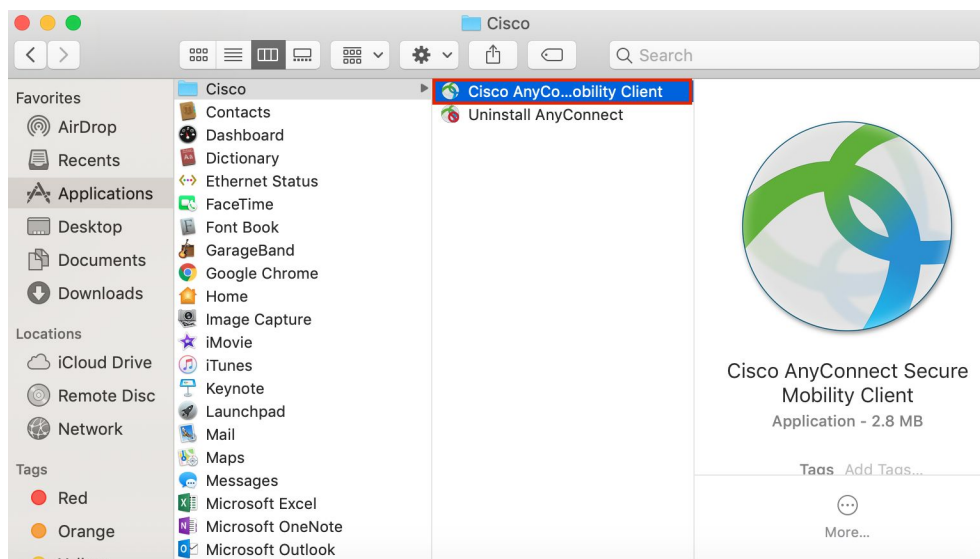 Cisco
Search
Favorites
AirDrop
Recents
Applications
Desktop
Documents
Downloads
Locations
iCloud Drive
Remote Disc
Network
Tags
Red
Orange
Cisco
Contacts
Dashboard
Dictionary
Ethernet Status
FaceTime
Font Book
GarageBand
Google Chrome
Home
Image Capture
iMovie
iTunes
Keynote
Launchpad
Mail
Maps
Messages
Microsoft Excel
Microsoft OneNote
Microsoft Outlook
Cisco AnyCo...obility Client
Uninstall AnyConnect
Cisco AnyConnect Secure
Mobility Client
Application - 2.8 MB
Tags Add Tags...
More...